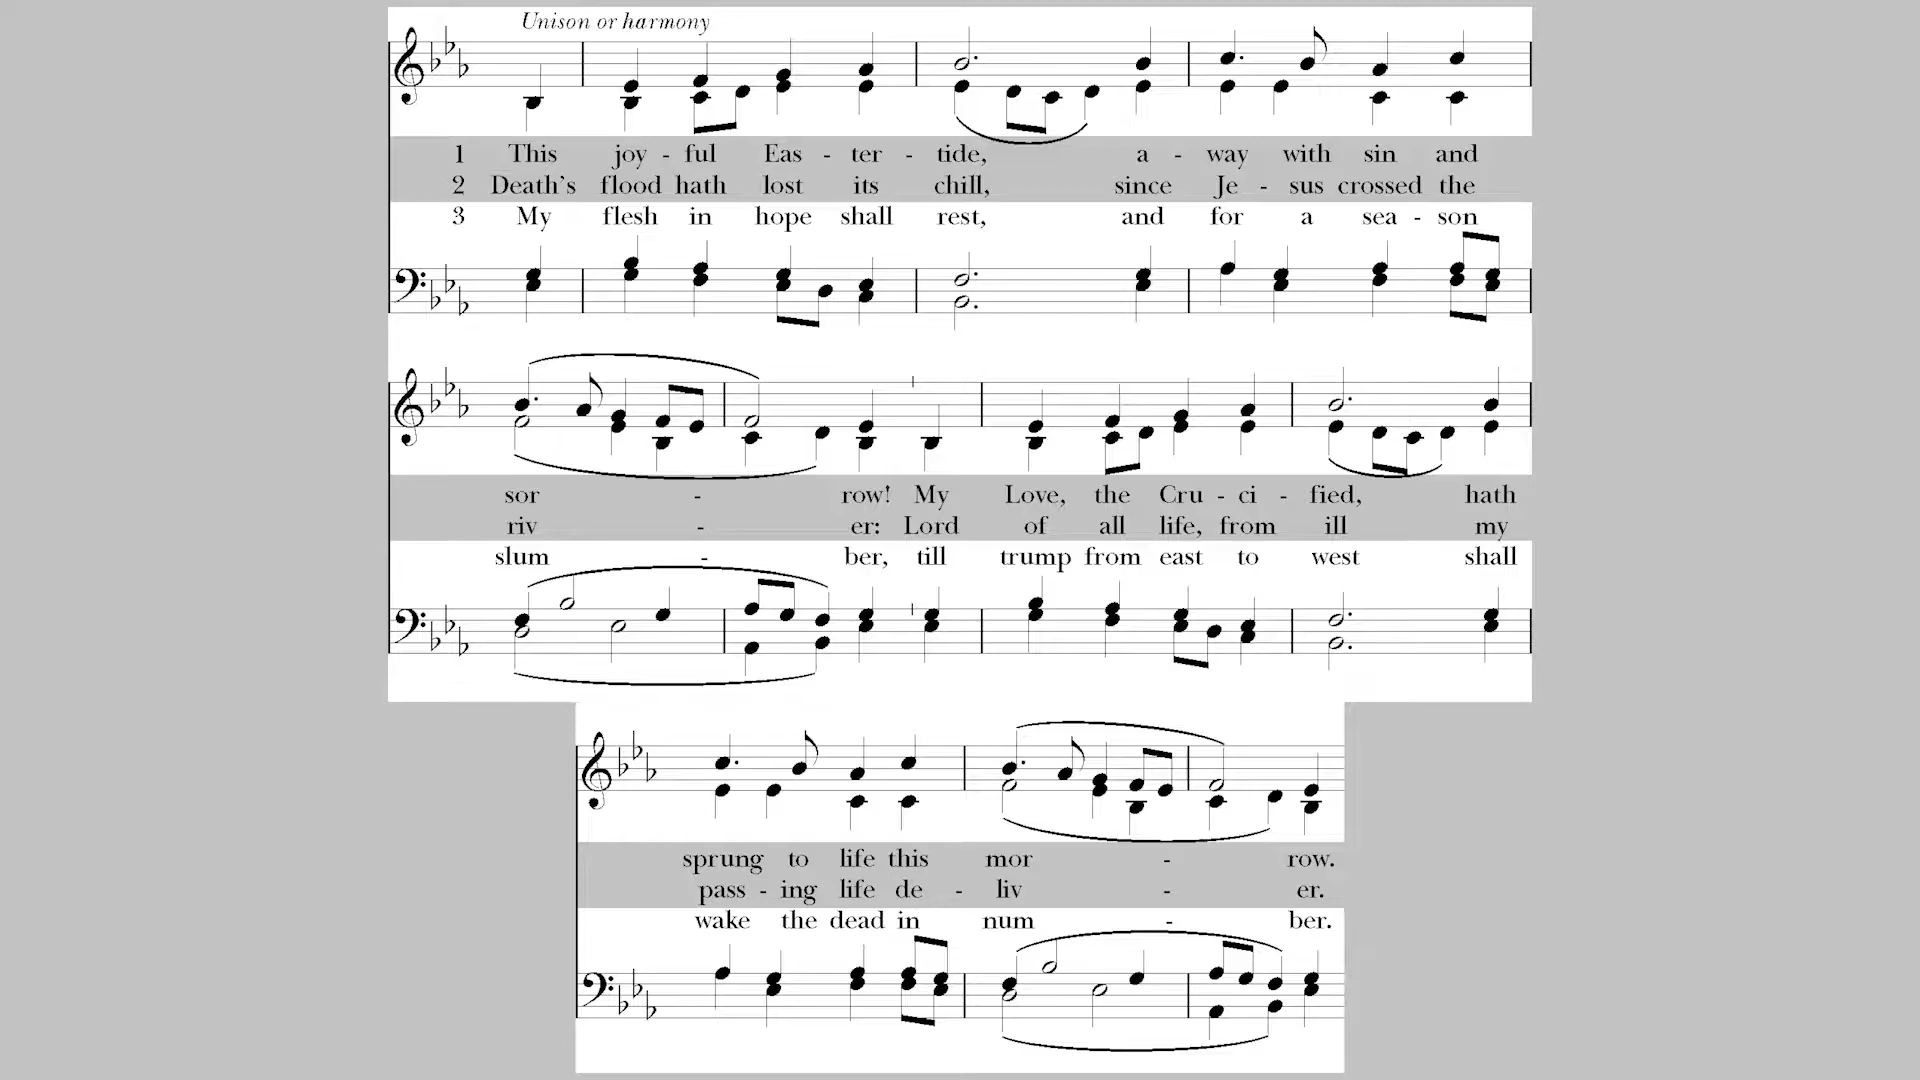 Unison or harmony
1 This joy - ful Eas - ter - tide, a - way with sin and
2 Death’s flood hath lost its chill, since Je - sus crossed the
3 My flesh in hope shall rest, and for a sea - son
sor - row! My Love, the Cru - ci - fied, hath
riv - er: Lord of all life, from ill my
slum - ber, till trump from east to west shall
sprung to life this mor - row.
pass - ing life de - liv - er.
wake the dead in num - ber.